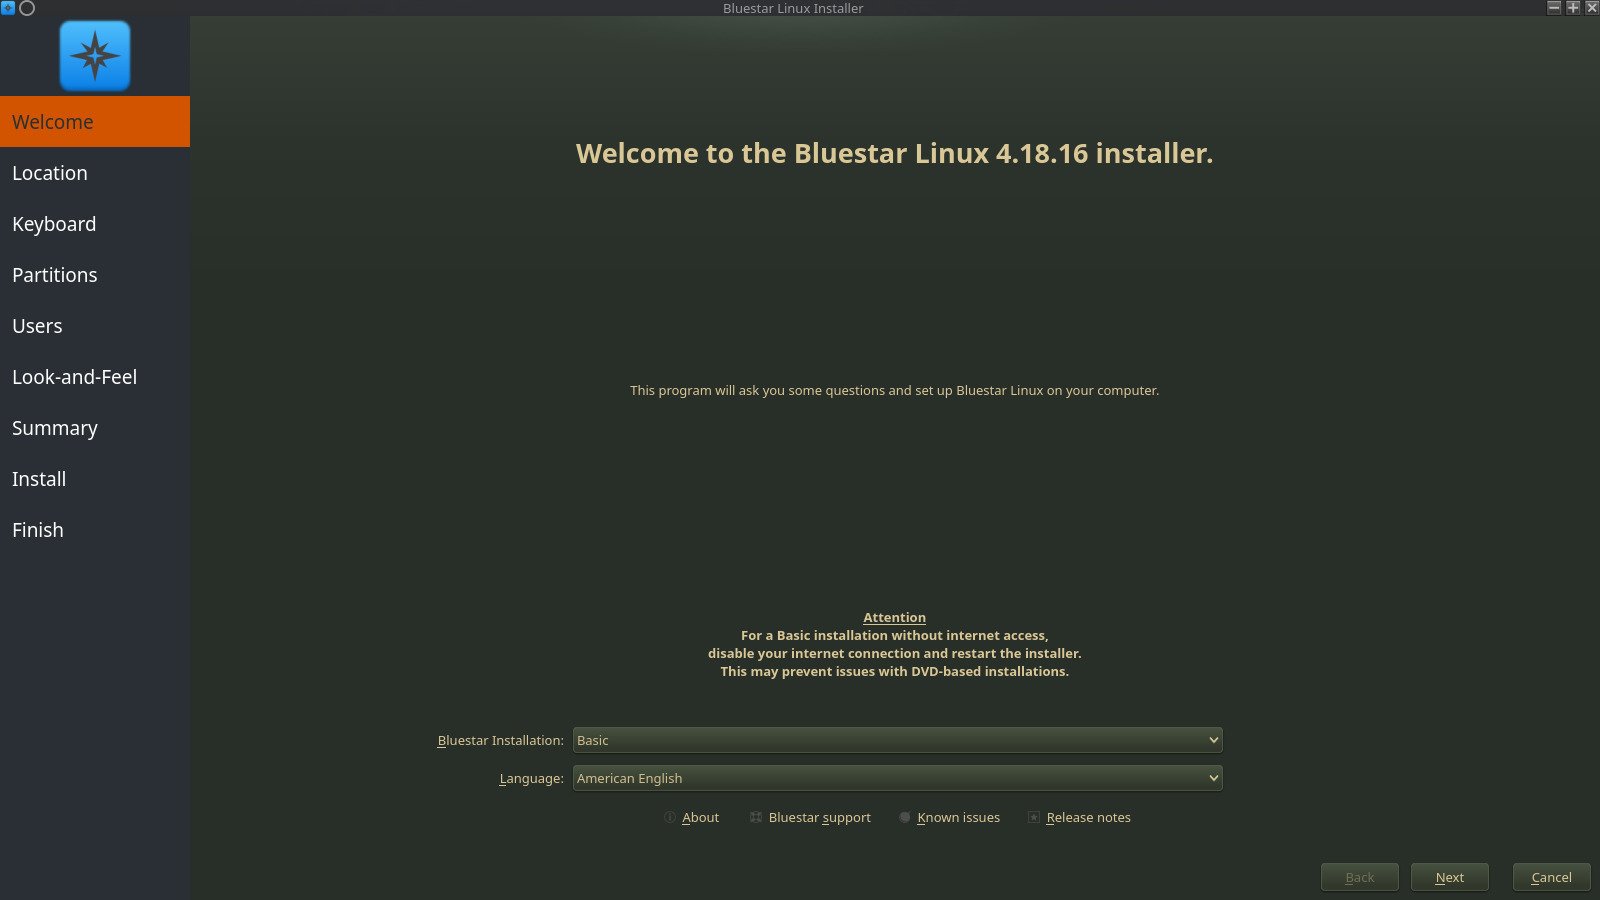 Bluestar Linux Installer
Welcome
Location
Keyboard
Partitions
Users
Look-and-Feel
Summary
Install
Finish
Welcome to the Bluestar Linux 4.18.16 installer.
This program will ask you some questions and set up Bluestar Linux on your computer.
Attention
For a Basic installation without internet access,
disable your internet connection and restart the installer.
This may prevent issues with DVD-based installations.
Bluestar Installation: Basic
Language: American English
About Bluestar support Known issues Release notes
Back Next Cancel